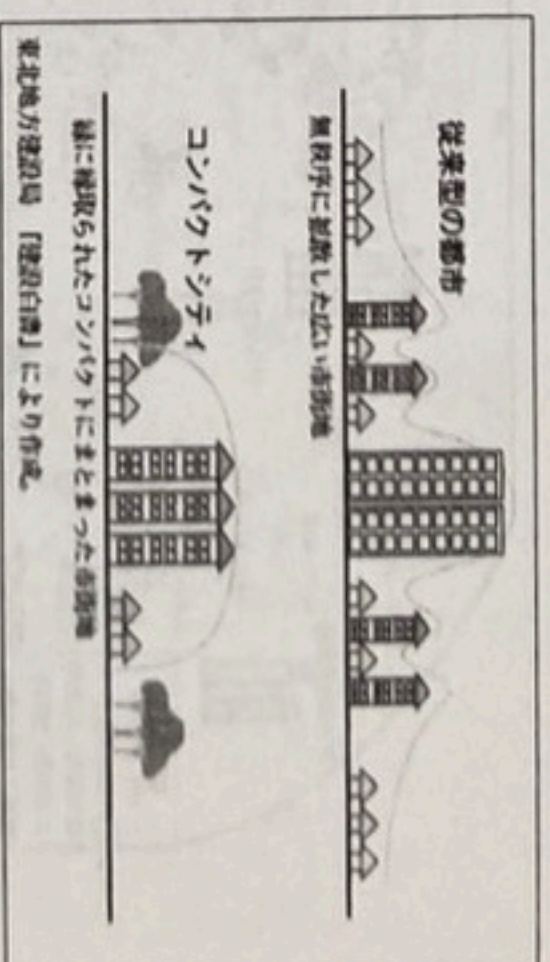 従来型の都市
無秩序に拡散した広い市街地
コンパクトシティ
緑に縁取られたコンパクトにまとまった市街地
東北地方建設局『建設白書』により作成。